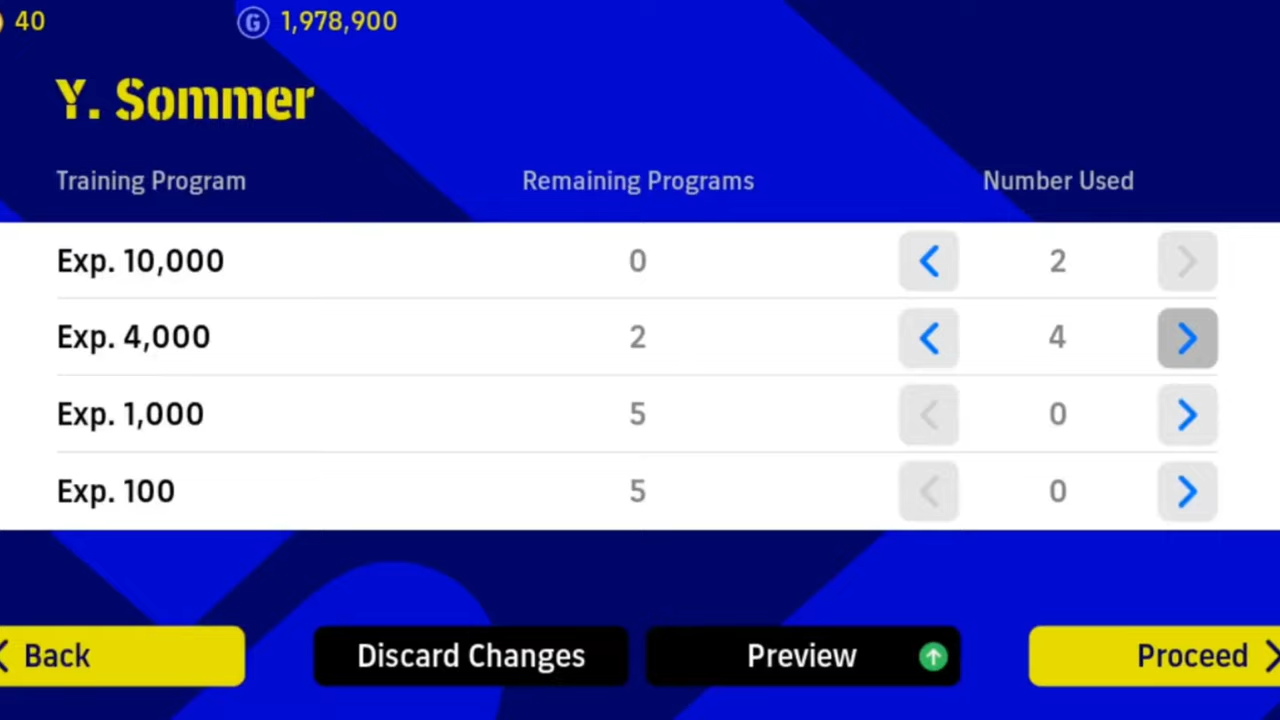 40 G 1,978,900
Y. Sommer
Training Program Remaining Programs Number Used
Exp. 10,000 0 2
Exp. 4,000 2 4
Exp. 1,000 5 0
Exp. 100 5 0
Back Discard Changes Preview Proceed